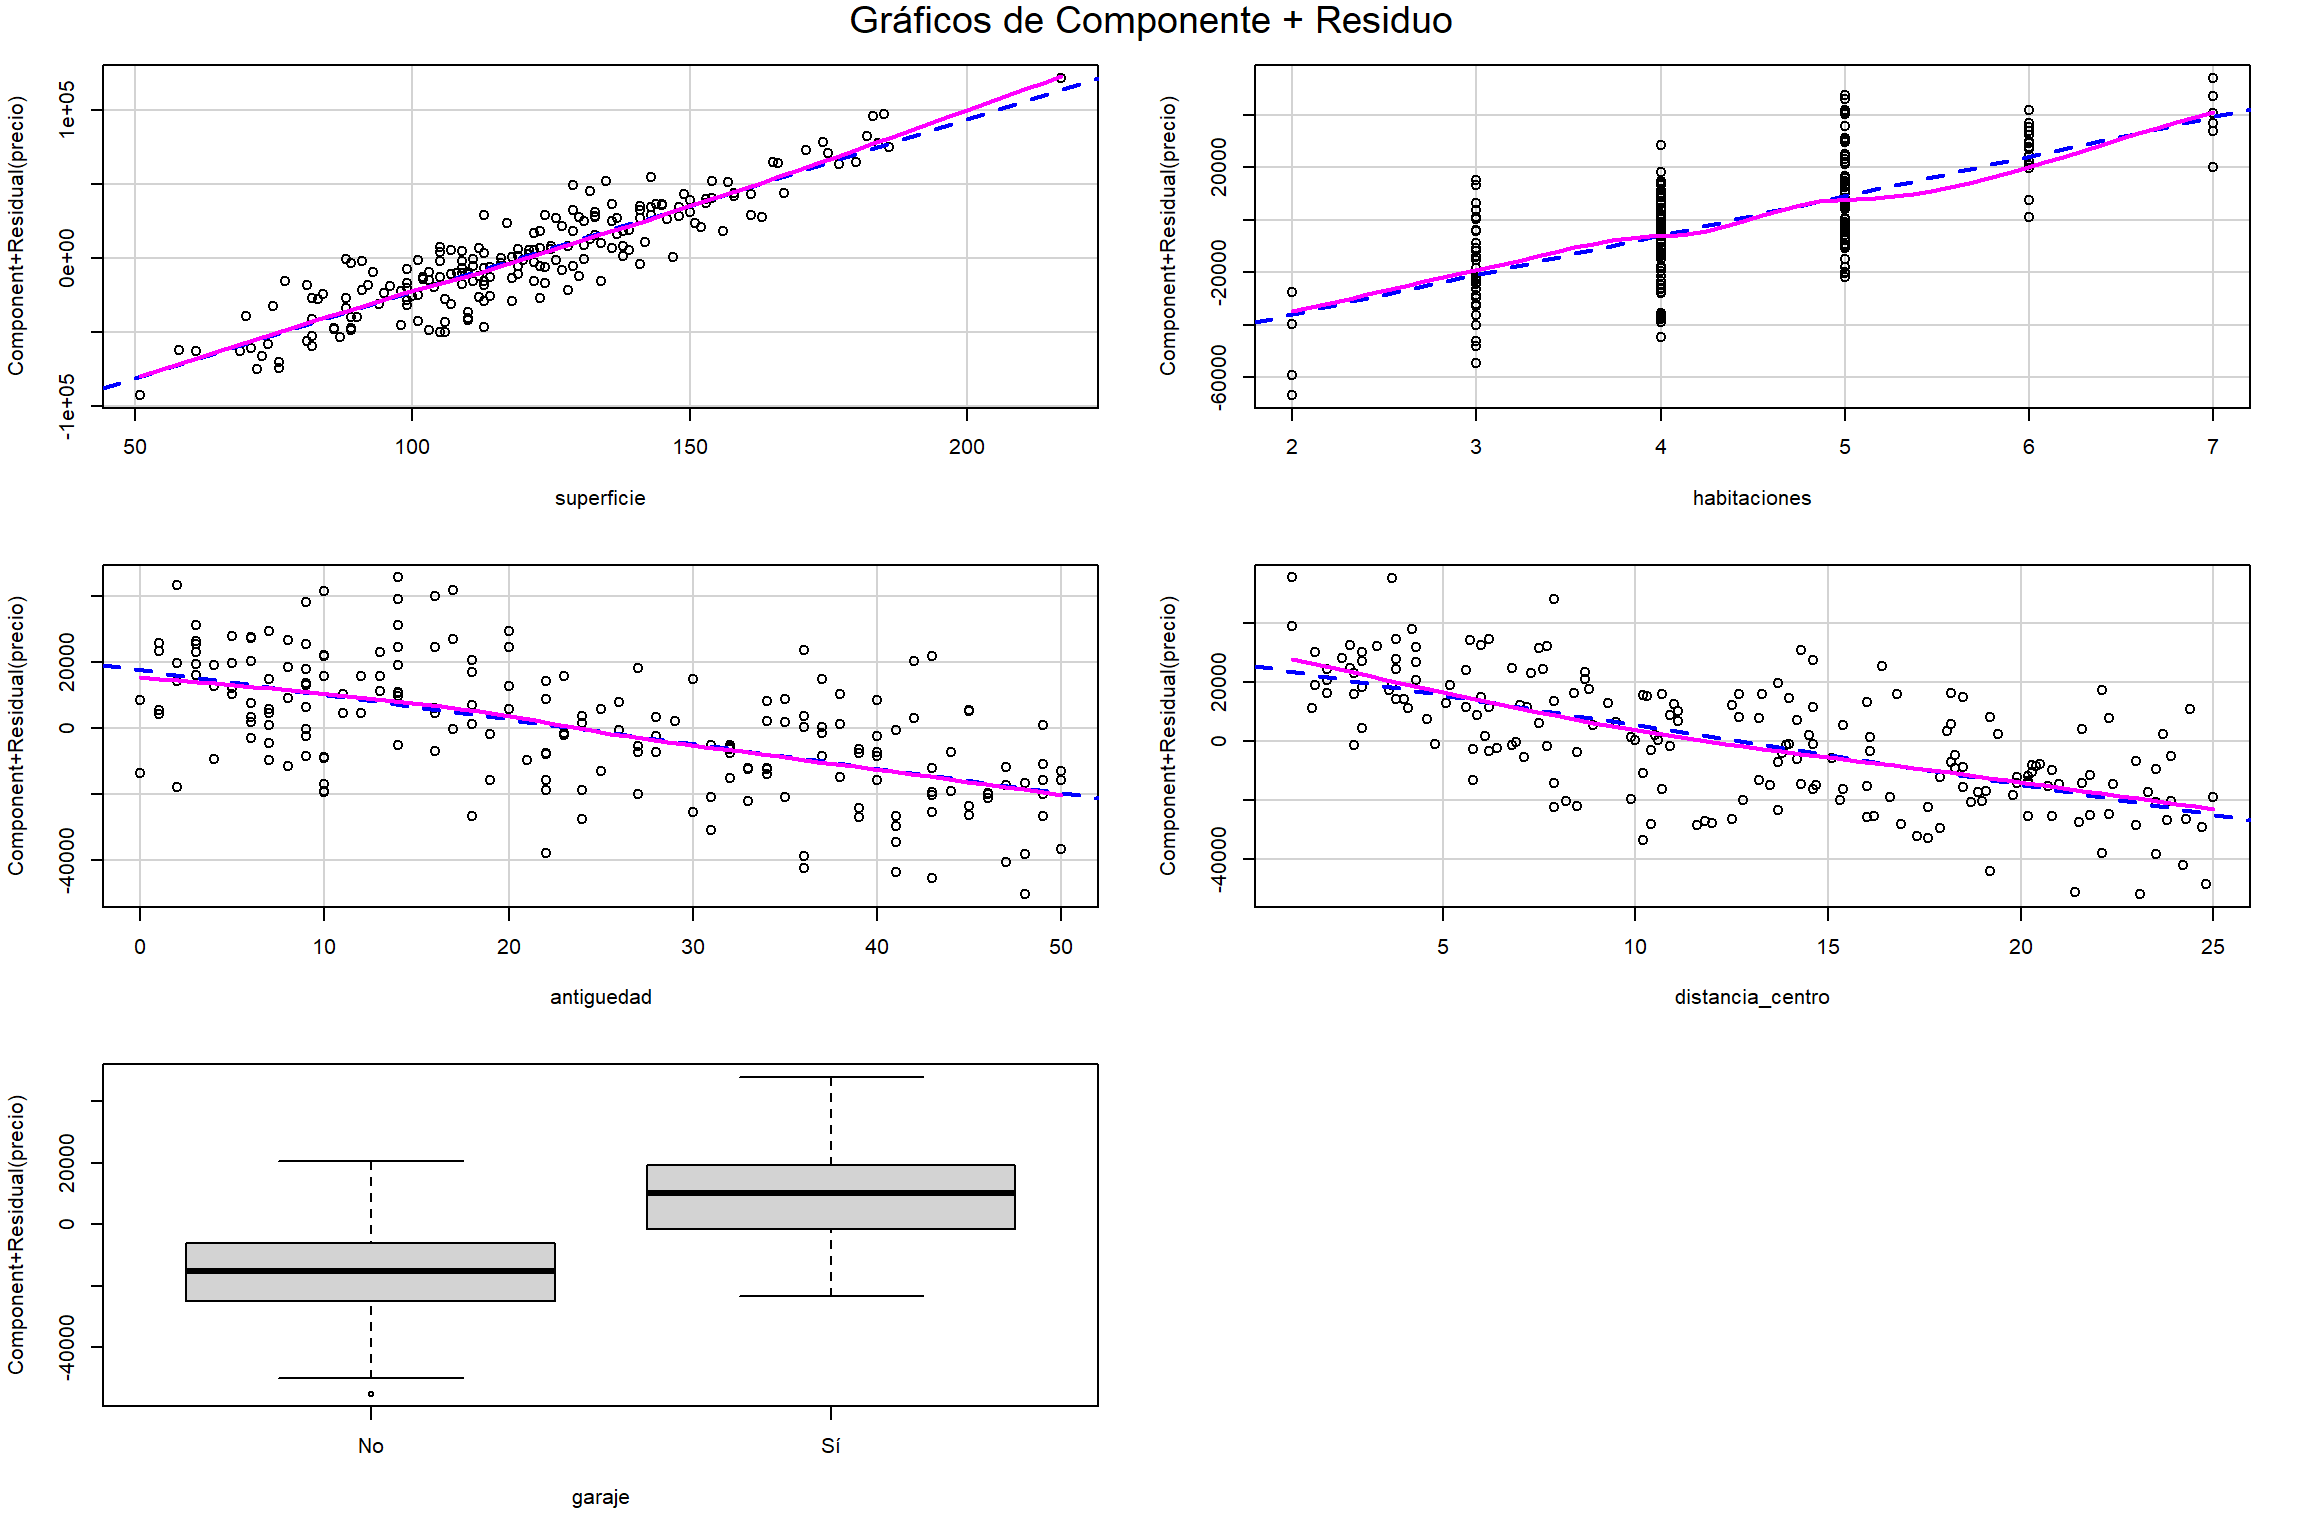 Gráficos de Componente + Residuo
Component+Residual(precio)
-1e+05 0e+00 1e+05
50 100 150 200
superficie
Component+Residual(precio)
-60000 -20000 20000
2 3 4 5 6 7
habitaciones
Component+Residual(precio)
-40000 0 20000
0 10 20 30 40 50
antiguedad
Component+Residual(precio)
-40000 0 20000
5 10 15 20 25
distancia_centro
Component+Residual(precio)
-40000 0 20000
No Sí
garaje